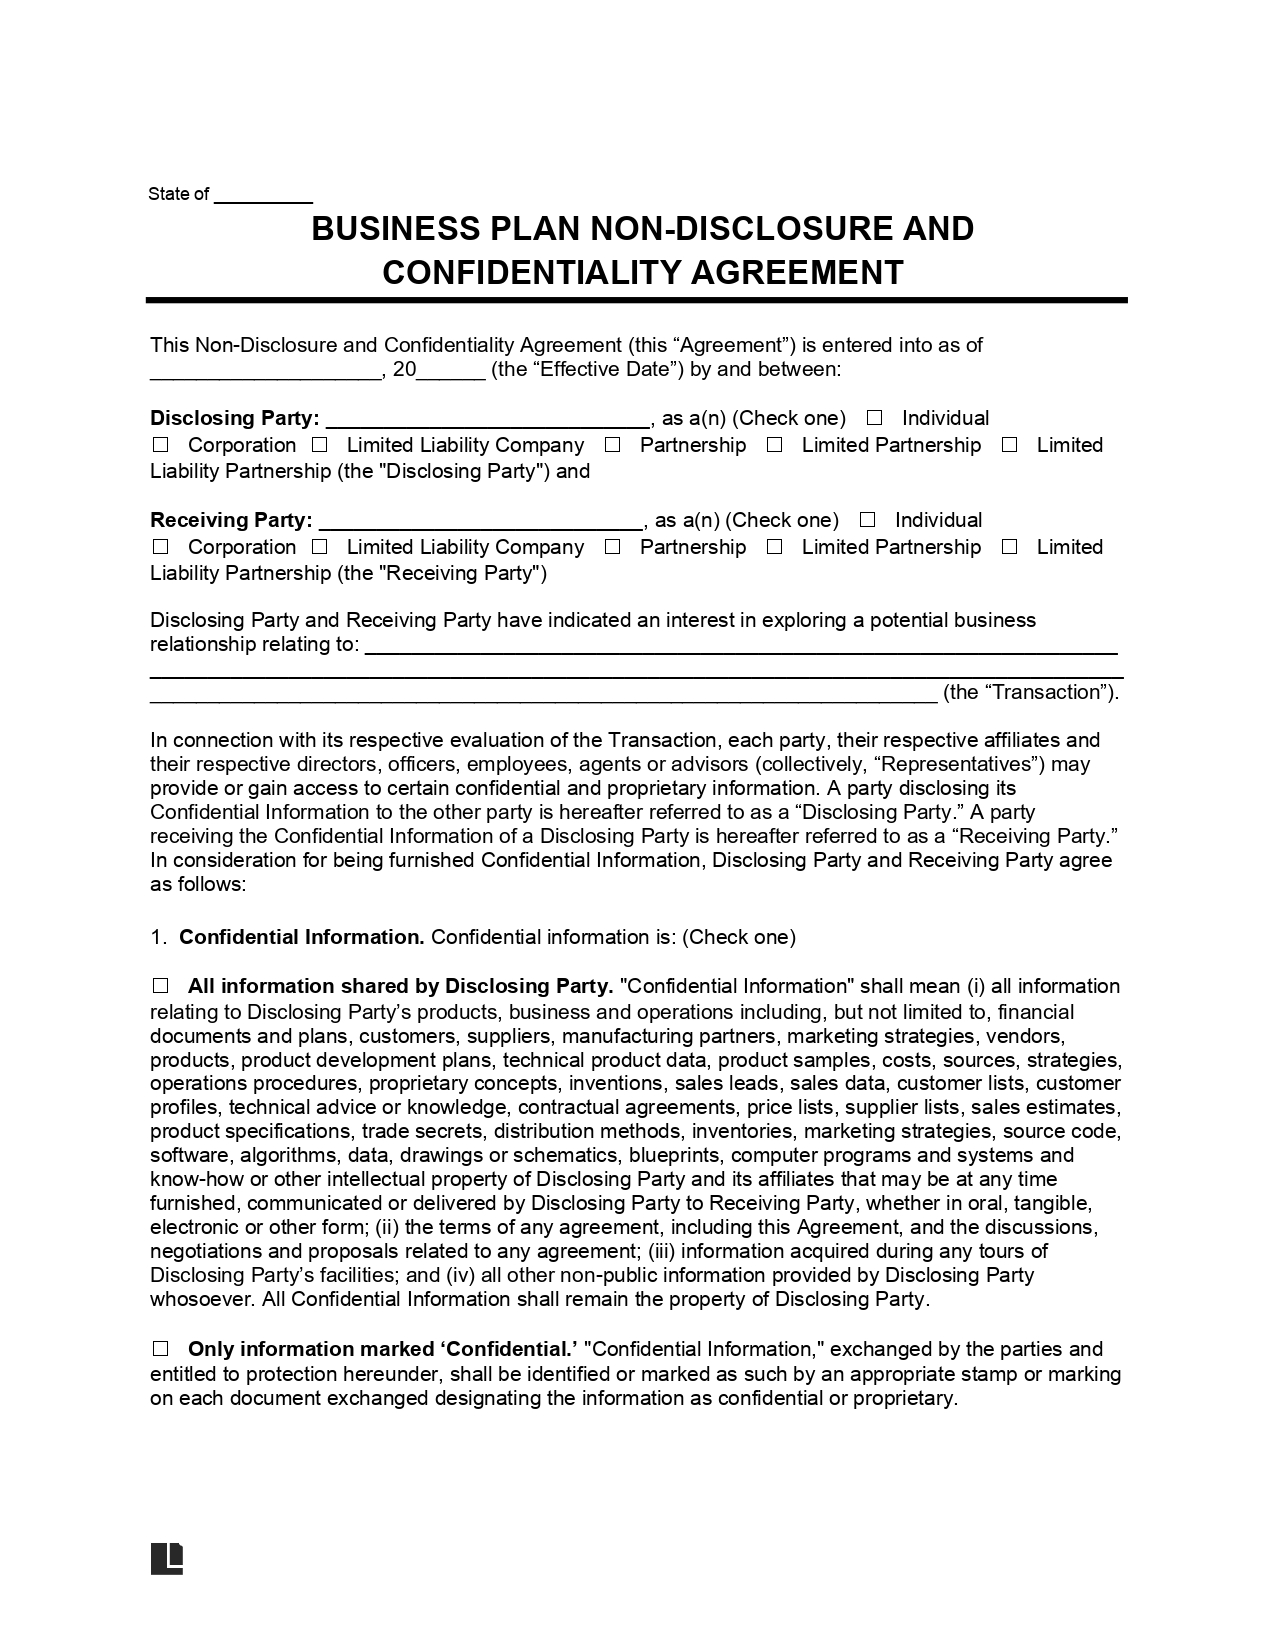 State of __________
BUSINESS PLAN NON-DISCLOSURE AND
CONFIDENTIALITY AGREEMENT
This Non-Disclosure and Confidentiality Agreement (this “Agreement”) is entered into as of
____________________, 20______ (the “Effective Date”) by and between:
Disclosing Party: ____________________________, as a(n) (Check one) ☐ Individual
☐ Corporation ☐ Limited Liability Company ☐ Partnership ☐ Limited Partnership ☐ Limited
Liability Partnership (the "Disclosing Party") and
Receiving Party: ____________________________, as a(n) (Check one) ☐ Individual
☐ Corporation ☐ Limited Liability Company ☐ Partnership ☐ Limited Partnership ☐ Limited
Liability Partnership (the "Receiving Party")
Disclosing Party and Receiving Party have indicated an interest in exploring a potential business
relationship relating to: _________________________________________________________________
____________________________________________________________________________________
____________________________________________________________________ (the “Transaction”).
In connection with its respective evaluation of the Transaction, each party, their respective affiliates and
their respective directors, officers, employees, agents or advisors (collectively, “Representatives”) may
provide or gain access to certain confidential and proprietary information. A party disclosing its
Confidential Information to the other party is hereafter referred to as a “Disclosing Party.” A party
receiving the Confidential Information of a Disclosing Party is hereafter referred to as a “Receiving Party.”
In consideration for being furnished Confidential Information, Disclosing Party and Receiving Party agree
as follows:
1. Confidential Information. Confidential information is: (Check one)
☐ All information shared by Disclosing Party. "Confidential Information" shall mean (i) all information
relating to Disclosing Party’s products, business and operations including, but not limited to, financial
documents and plans, customers, suppliers, manufacturing partners, marketing strategies, vendors,
products, product development plans, technical product data, product samples, costs, sources, strategies,
operations procedures, proprietary concepts, inventions, sales leads, sales data, customer lists, customer
profiles, technical advice or knowledge, contractual agreements, price lists, supplier lists, sales estimates,
product specifications, trade secrets, distribution methods, inventories, marketing strategies, source code,
software, algorithms, data, drawings or schematics, blueprints, computer programs and systems and
know-how or other intellectual property of Disclosing Party and its affiliates that may be at any time
furnished, communicated or delivered by Disclosing Party to Receiving Party, whether in oral, tangible,
electronic or other form; (ii) the terms of any agreement, including this Agreement, and the discussions,
negotiations and proposals related to any agreement; (iii) information acquired during any tours of
Disclosing Party’s facilities; and (iv) all other non-public information provided by Disclosing Party
whosoever. All Confidential Information shall remain the property of Disclosing Party.
☐ Only information marked ‘Confidential.’ "Confidential Information," exchanged by the parties and
entitled to protection hereunder, shall be identified or marked as such by an appropriate stamp or marking
on each document exchanged designating the information as confidential or proprietary.